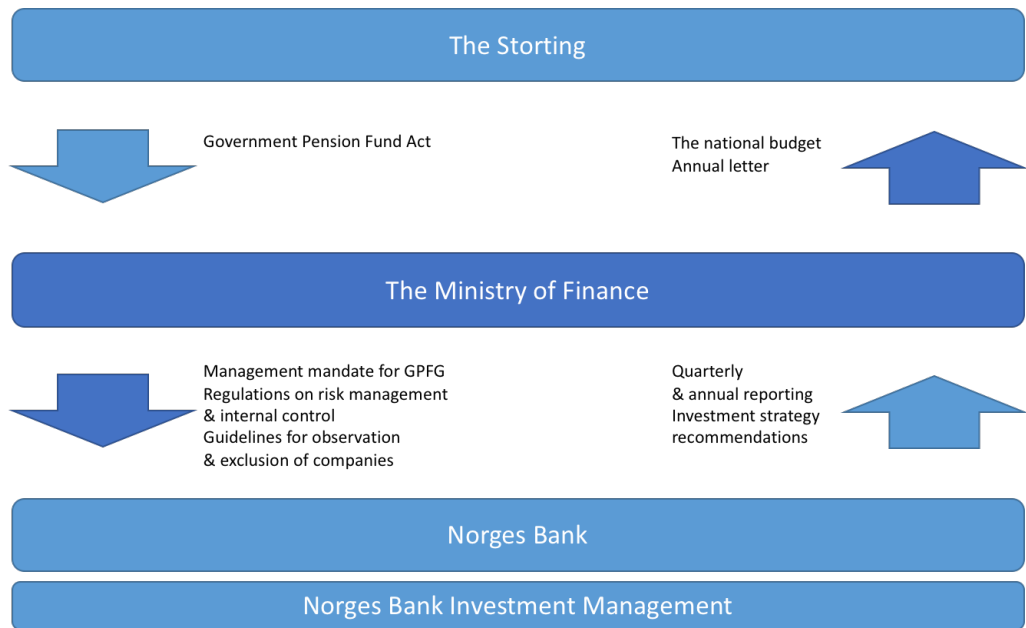 The Storting
Government Pension Fund Act
The national budget
Annual letter
The Ministry of Finance
Management mandate for GPFG
Regulations on risk management
& internal control
Guidelines for observation
& exclusion of companies
Quarterly
& annual reporting
Investment strategy
recommendations
Norges Bank
Norges Bank Investment Management